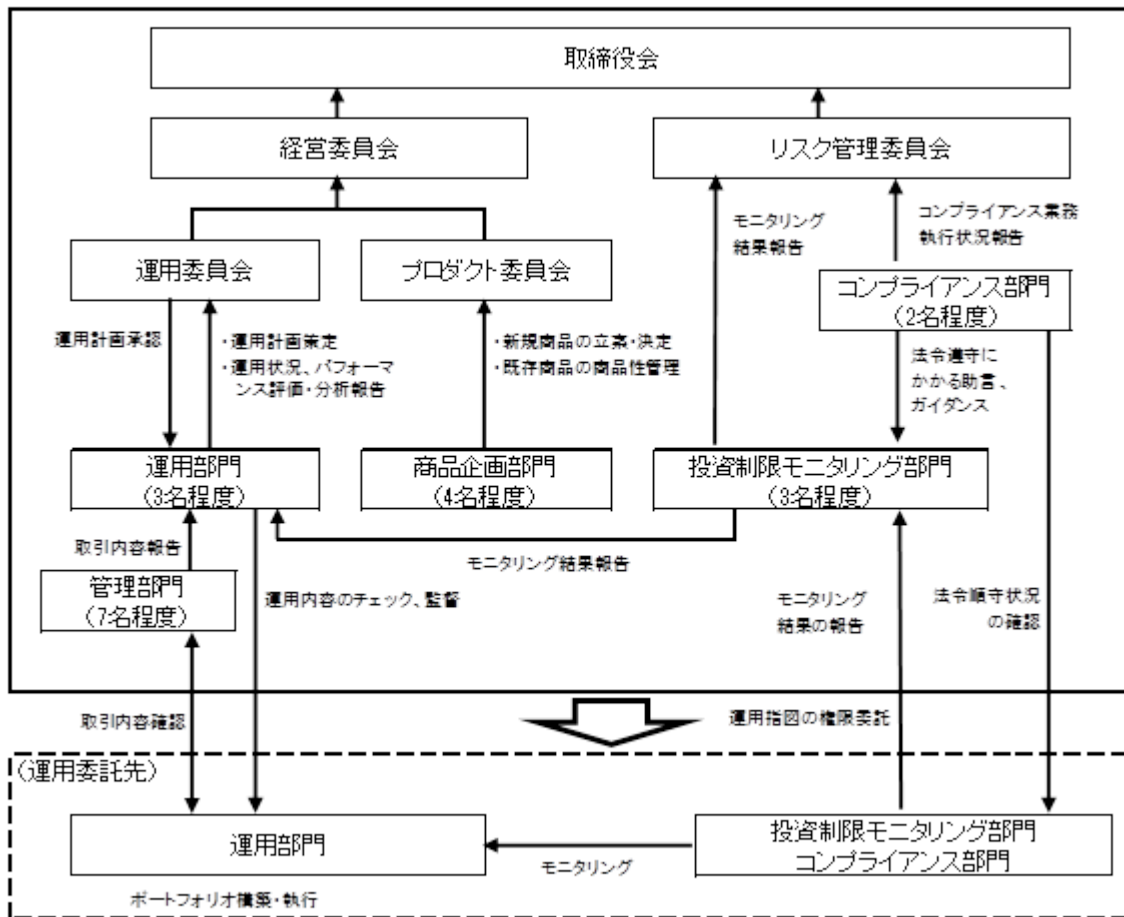 取締役会
経営委員会
リスク管理委員会
モニタリング
結果報告
コンプライアンス業務
執行状況報告
運用委員会
プロダクト委員会
コンプライアンス部門
(2名程度)
運用計画承認
・運用計画策定
・運用状況、パフォーマ
ンス評価・分析報告
・新規商品の立案・決定
・既存商品の商品性管理
法令遵守に
かかる助言、
ガイダンス
運用部門
(3名程度)
商品企画部門
(4名程度)
投資制限モニタリング部門
(3名程度)
取引内容報告
モニタリング結果報告
管理部門
(7名程度)
運用内容のチェック、監督
モニタリング
結果の報告
法令順守状況
の確認
取引内容確認
運用指図の権限委託
(運用委託先)
運用部門
モニタリング
投資制限モニタリング部門
コンプライアンス部門
ポートフォリオ構築・執行